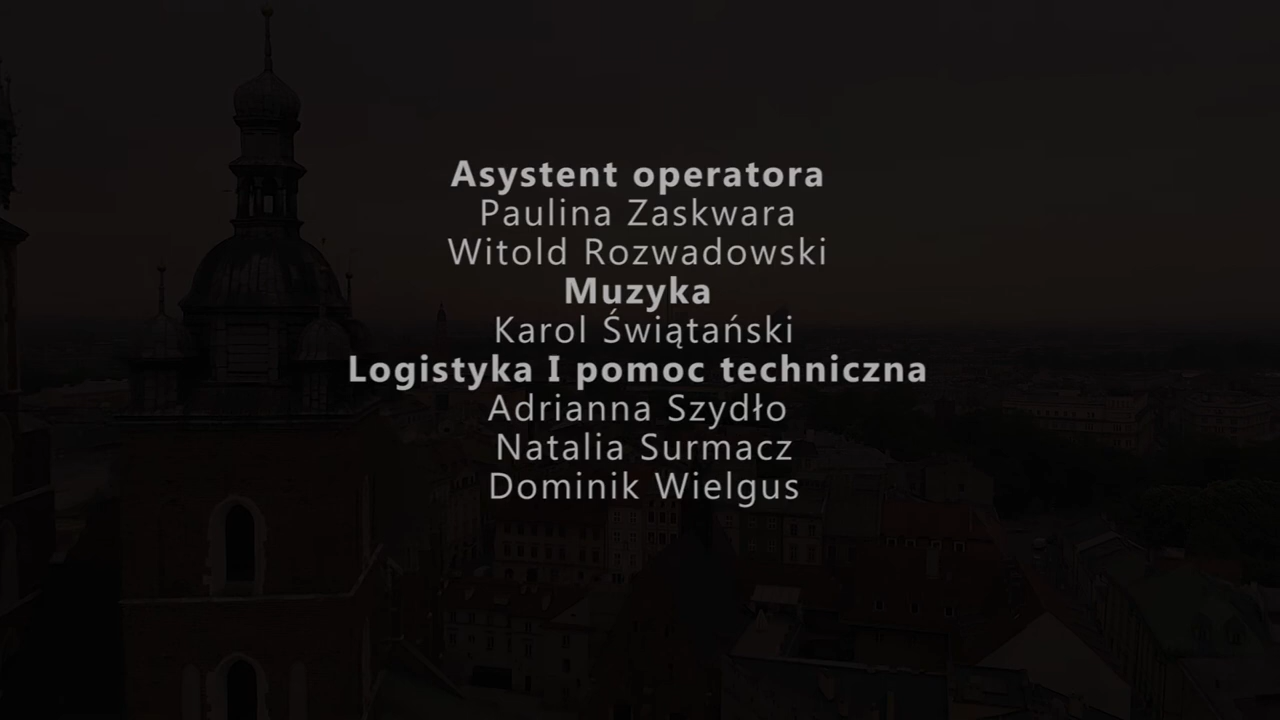 Asystent operatora
Paulina Zaskwara
Witold Rozwadowski
Muzyka
Karol Świątański
Logistyka I pomoc techniczna
Adrianna Szydło
Natalia Surmacz
Dominik Wielgus